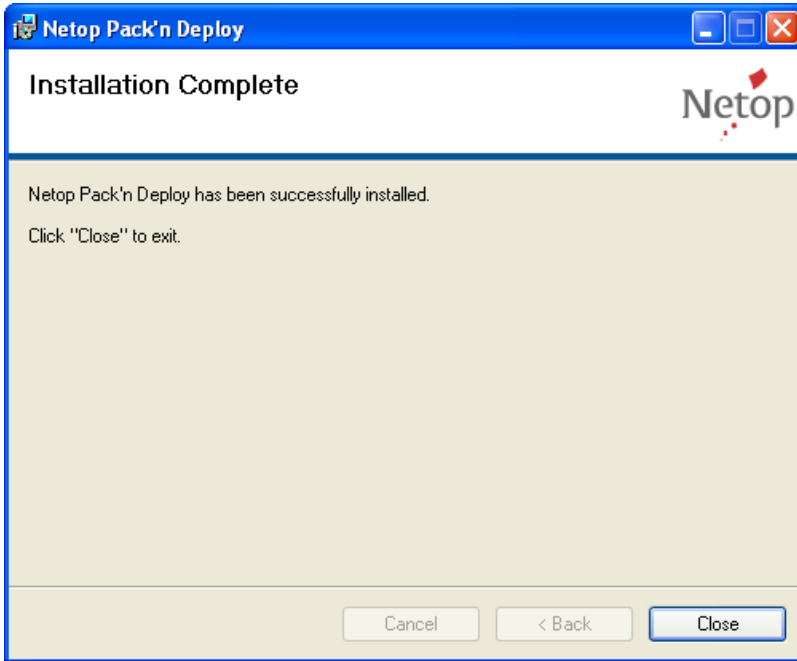 Netop Pack'n Deploy
Installation Complete
Netop
Netop Pack'n Deploy has been successfully installed.
Click "Close" to exit.
Cancel
< Back
Close